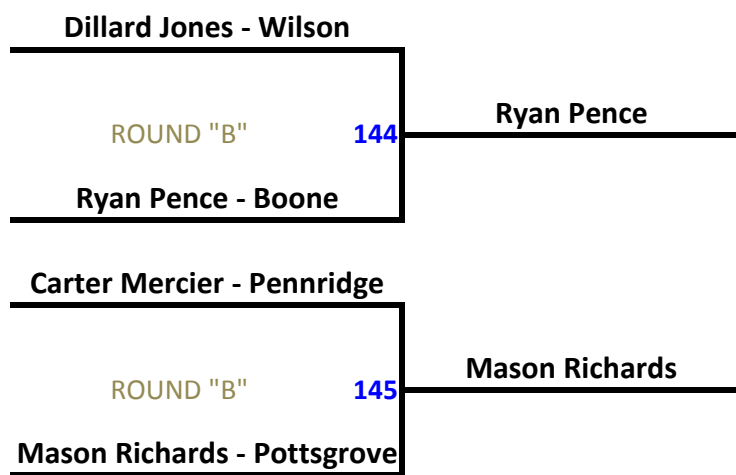 Dillard Jones - Wilson
ROUND "B" 144
Ryan Pence
Ryan Pence - Boone
Carter Mercier - Pennridge
ROUND "B" 145
Mason Richards
Mason Richards - Pottsgrove